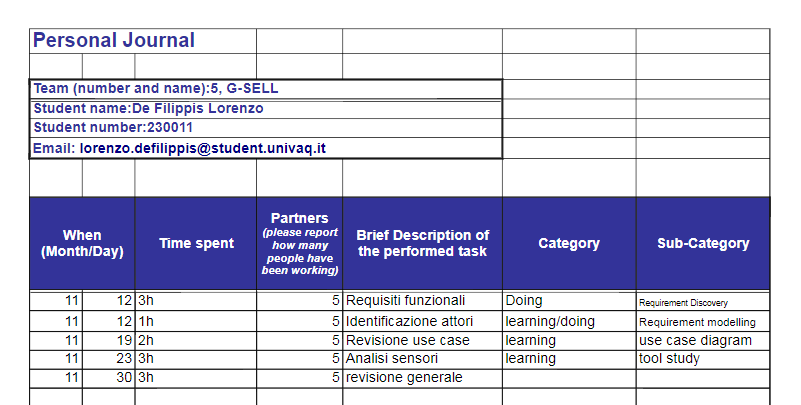 Personal Journal
Team (number and name):5, G-SELL
Student name:De Filippis Lorenzo
Student number:230011
Email: lorenzo.defilippis@student.univaq.it
When (Month/Day) Time spent Partners (please report how many people have been working) Brief Description of the performed task Category Sub-Category
11 12 3h 5 Requisiti funzionali Doing Requirement Discovery
11 12 1h 5 Identificazione attori learning/doing Requirement modelling
11 19 2h 5 Revisione use case learning use case diagram
11 23 3h 5 Analisi sensori learning tool study
11 30 3h 5 revisione generale